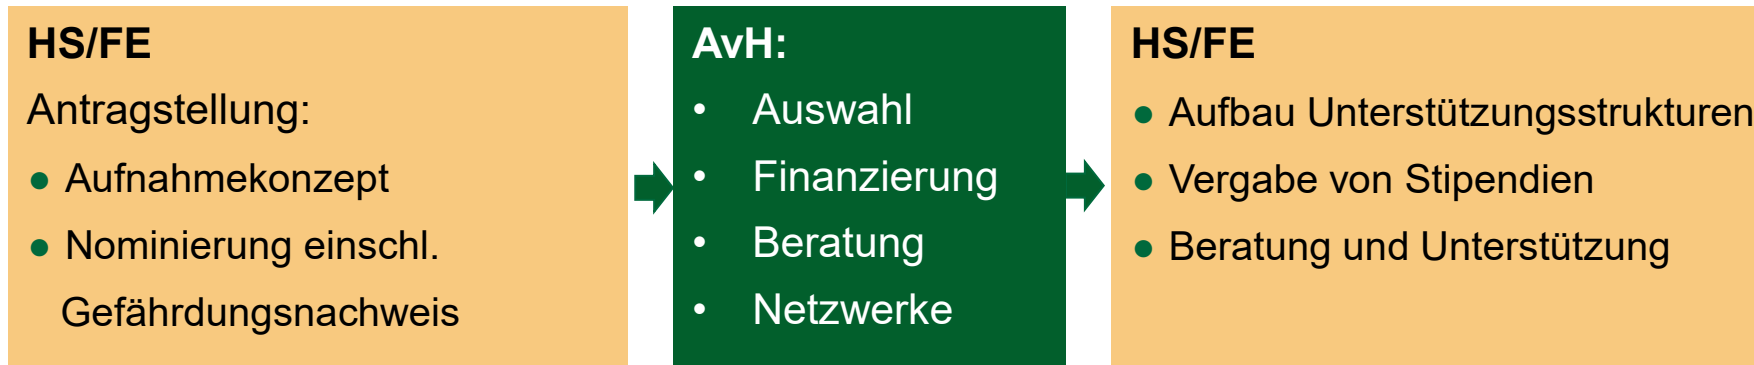 HS/FE
Antragstellung:
● Aufnahmekonzept
● Nominierung einschl.
Gefährdungsnachweis
AvH:
• Auswahl
• Finanzierung
• Beratung
• Netzwerke
HS/FE
● Aufbau Unterstützungsstrukturen
● Vergabe von Stipendien
● Beratung und Unterstützung